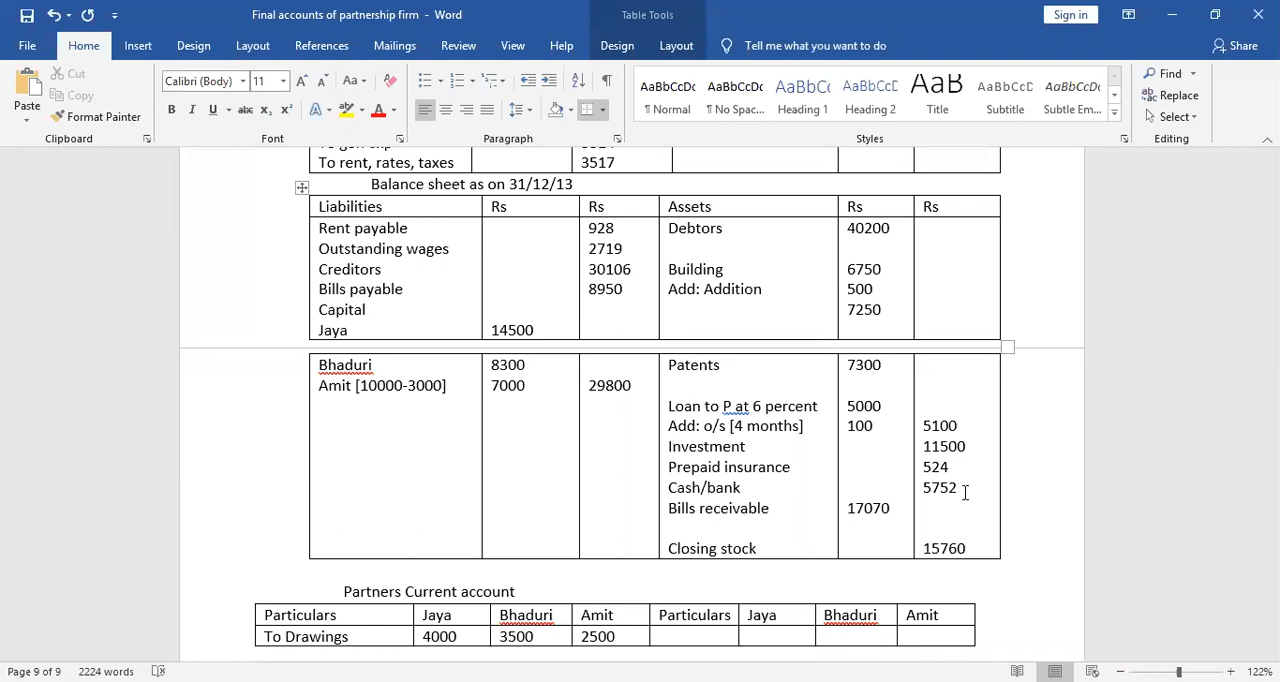 Final accounts of partnership firm - Word
Table Tools
Sign in
File Home Insert Design Layout References Mailings Review View Help Design Layout Tell me what you want to do Share
Paste
Cut
Copy
Format Painter
Clipboard
Calibri (Body) 11
A A Aa
B I U abc x₂ x² A A
Font
Paragraph
AaBbCcDc AaBbCcDc AaBbC AaBbCcD AaB AaBbCcD AaBbCcDc
¶ Normal ¶ No Spac... Heading 1 Heading 2 Title Subtitle Subtle Em...
Styles
Find
Replace
Select
Editing
To rent, rates, taxes 3517
Balance sheet as on 31/12/13
Liabilities Rs Rs Assets Rs Rs
Rent payable 928 Debtors 40200
Outstanding wages 2719
Creditors 30106 Building 6750
Bills payable 8950 Add: Addition 500
Capital 7250
Jaya 14500
Bhaduri 8300 Patents 7300
Amit [10000-3000] 7000 29800
Loan to P at 6 percent 5000
Add: o/s [4 months] 100 5100
Investment 11500
Prepaid insurance 524
Cash/bank 5752
Bills receivable 17070
Closing stock 15760
Partners Current account
Particulars Jaya Bhaduri Amit Particulars Jaya Bhaduri Amit
To Drawings 4000 3500 2500
Page 9 of 9 2224 words 122%